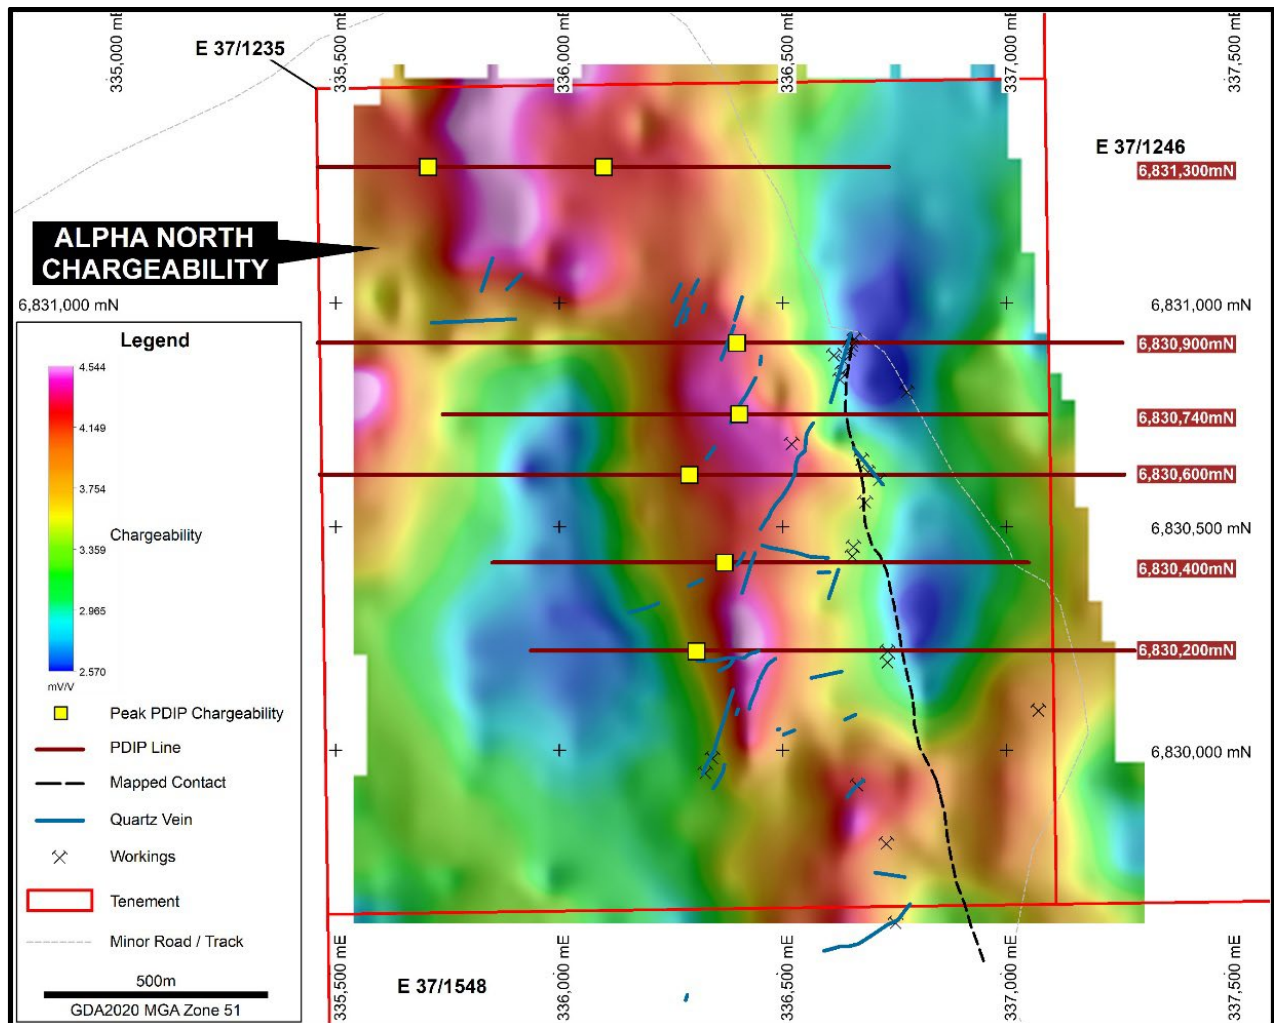 335,000 mE
335,500 mE
336,000 mE
336,500 mE
337,000 mE
337,500 mE
E 37/1235
E 37/1246
6,831,300mN
ALPHA NORTH
CHARGEABILITY
6,831,000 mN
6,831,000 mN
6,830,900mN
6,830,740mN
6,830,600mN
6,830,500 mN
6,830,400mN
6,830,200mN
6,830,000 mN
Legend
4.544
4.149
3.754
3.359
2.965
2.570
mV/V
Chargeability
Peak PDIP Chargeability
PDIP Line
Mapped Contact
Quartz Vein
Workings
Tenement
Minor Road / Track
500m
GDA2020 MGA Zone 51
335,500 mE
336,000 mE
336,500 mE
337,000 mE
337,500 mE
E 37/1548